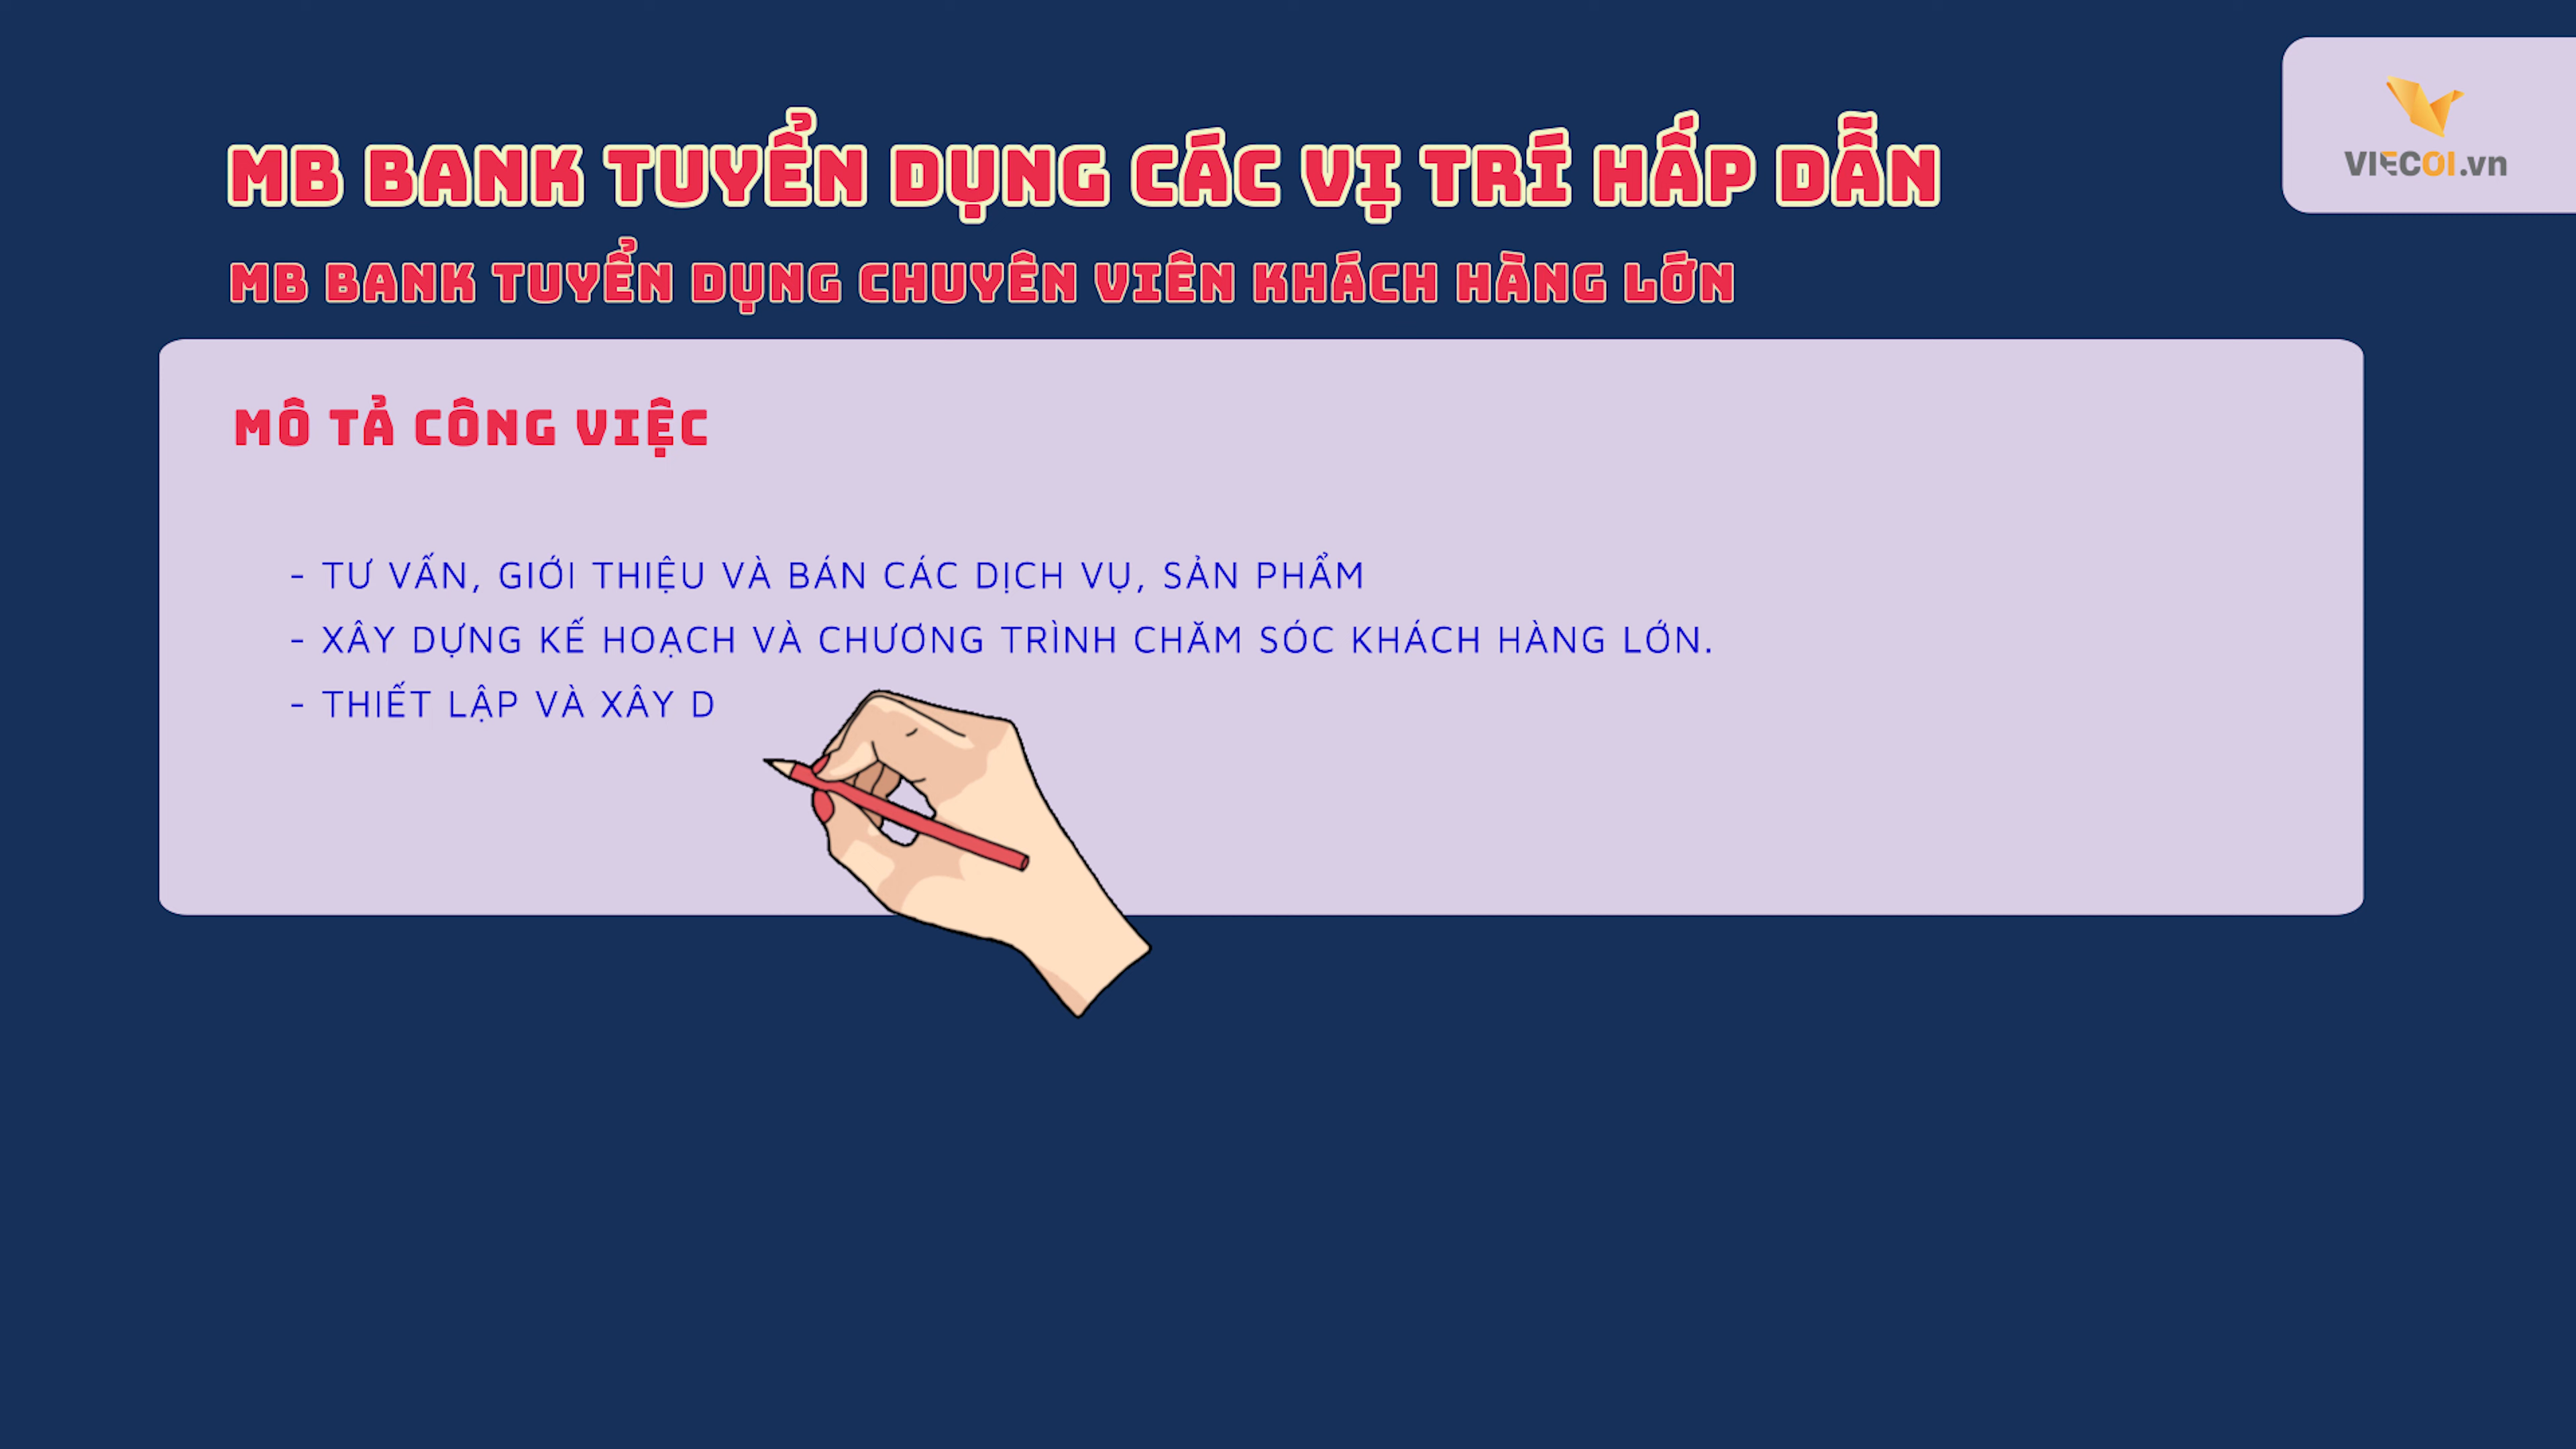 VIECOI.vn
MB BANK TUYỂN DỤNG CÁC VỊ TRÍ HẤP DẪN
MB BANK TUYỂN DỤNG CHUYÊN VIÊN KHÁCH HÀNG LỚN
MÔ TẢ CÔNG VIỆC
- TƯ VẤN, GIỚI THIỆU VÀ BÁN CÁC DỊCH VỤ, SẢN PHẨM
- XÂY DỰNG KẾ HOẠCH VÀ CHƯƠNG TRÌNH CHĂM SÓC KHÁCH HÀNG LỚN.
- THIẾT LẬP VÀ XÂY D